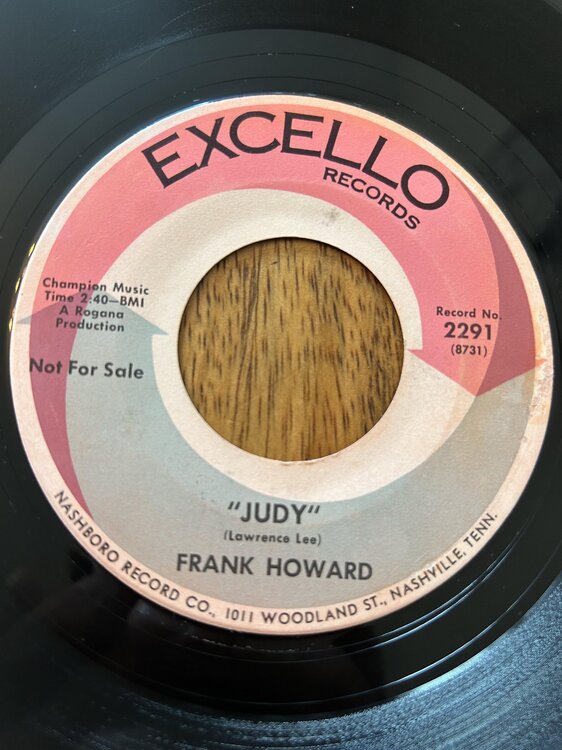 EXCELLO
RECORDS
Champion Music
Time 2:40—BMI
A Rogana
Production
Not For Sale
Record No.
2291
(8731)
"JUDY"
(Lawrence Lee)
FRANK HOWARD
NASHBORO RECORD CO., 1011 WOODLAND ST., NASHVILLE, TENN.